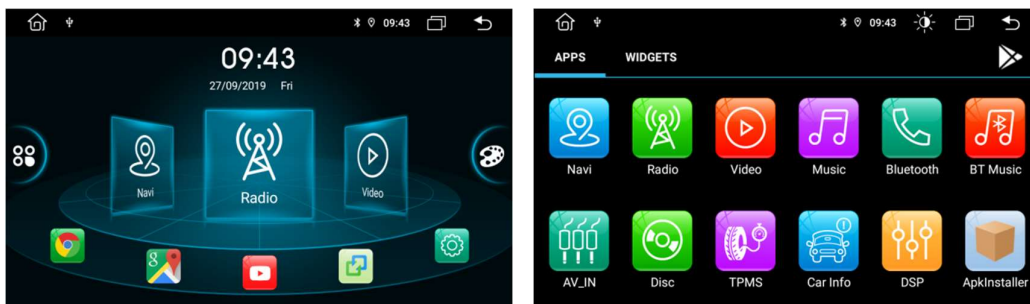 09:43
09:43
27/09/2019 Fri
Navi
Radio
Video
09:43
APPS WIDGETS
Navi Radio Video Music Bluetooth BT Music
AV_IN Disc TPMS Car Info DSP ApkInstaller